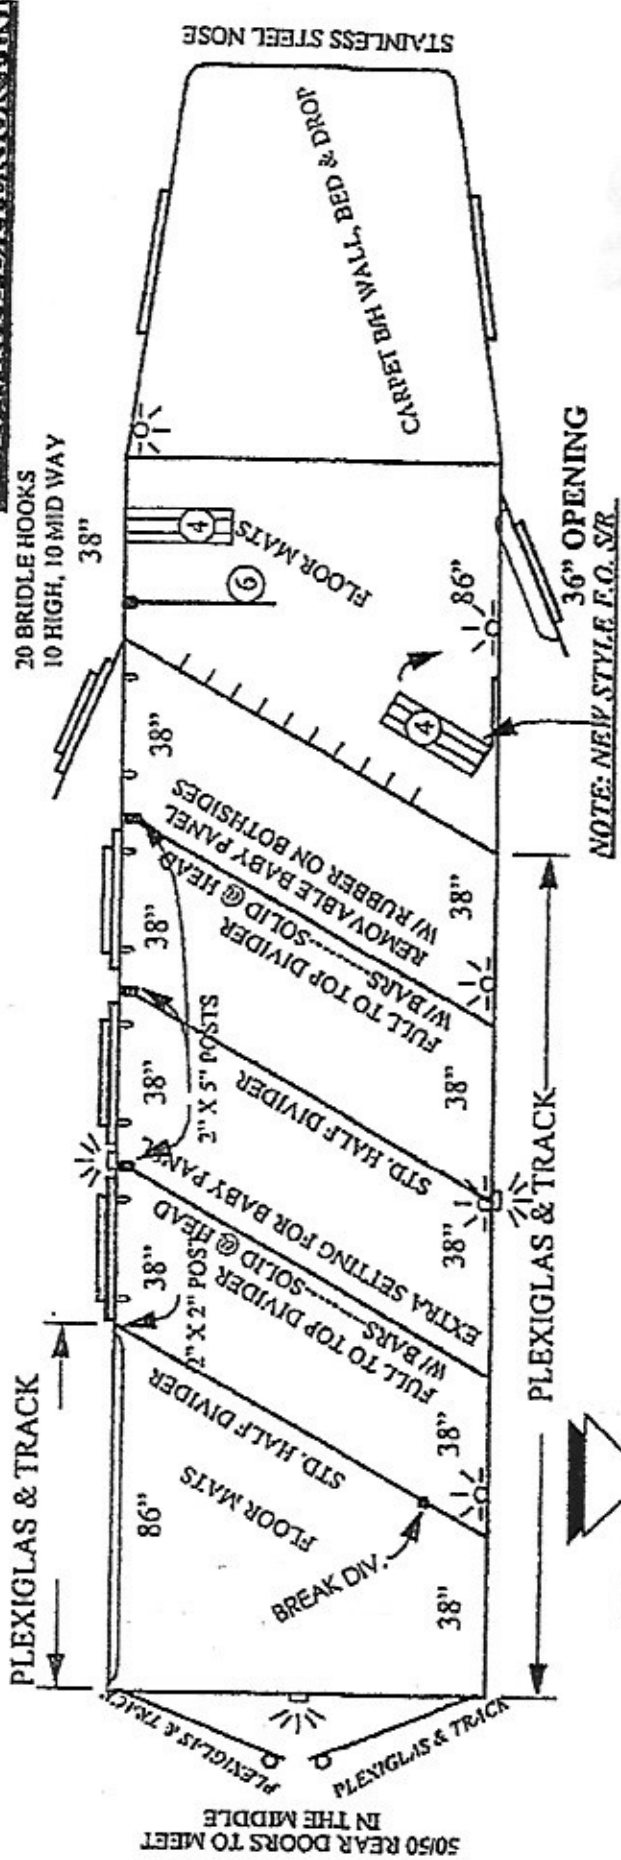 STAINLESS STEEL NOSE
CARPET B/H WALL, BED & DROP
20 BRIDLE HOOKS
10 HIGH, 10 MID WAY
38"
4
6
FLOOR MATS
86"
4
36" OPENING
NOTE: NEW STYLE F.O. S/R
38"
REMOVABLE BABY PANEL
W/ RUBBER ON BOTHSIDES
38"
FULL TO TOP DIVIDER
W/ BARS---------SOLID @ HEAD
38"
2" X 5" POSTS
STD. HALF DIVIDER
38"
38"
EXTRA SETTING FOR BABY PANEL
38"
FULL TO TOP DIVIDER
W/ BARS---------SOLID @ HEAD
38"
2" X 2" POST
STD. HALF DIVIDER
38"
PLEXIGLAS & TRACK
PLEXIGLAS & TRACK
86"
FLOOR MATS
BREAK DIV.
38"
PLEXIGLAS & TRACK
PLEXIGLAS & TRACK
50/50 REAR DOORS TO MEET
IN THE MIDDLE